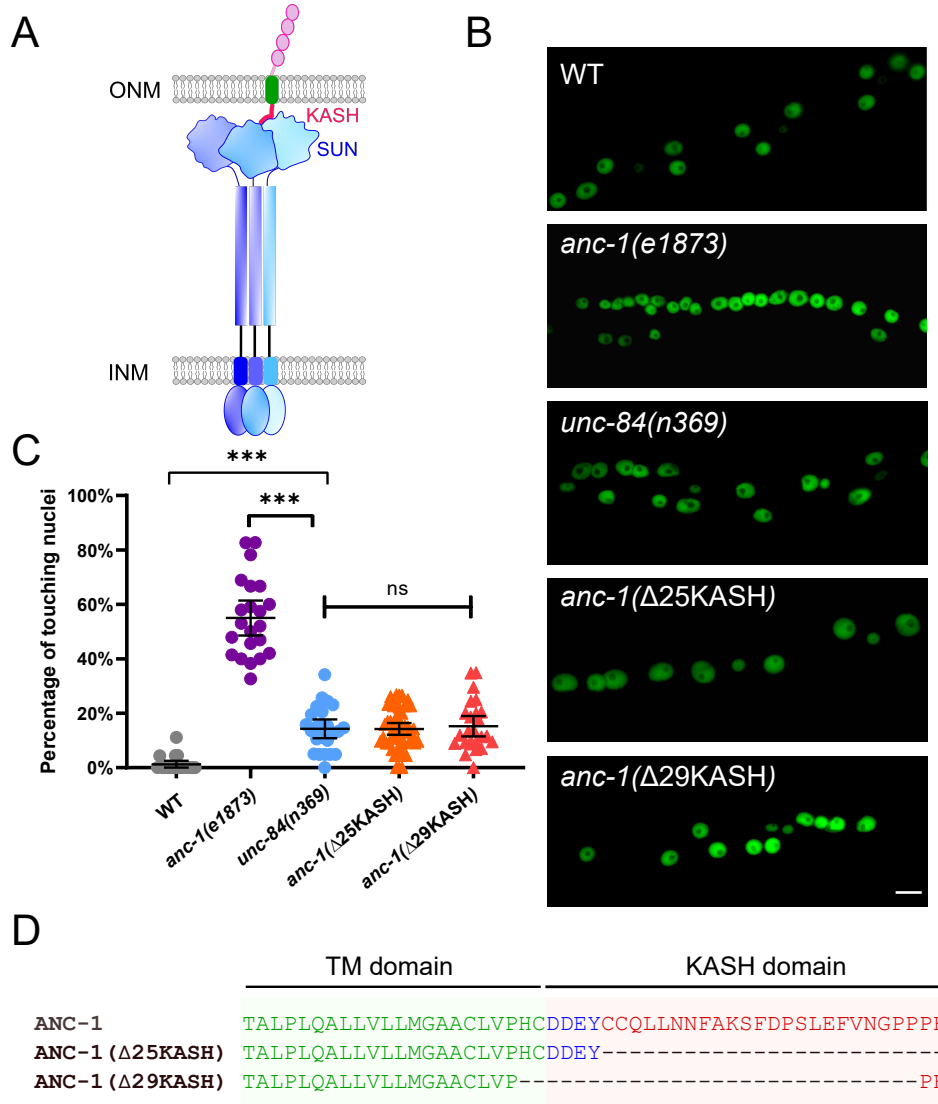 A
ONM
KASH
SUN
INM
B
WT
anc-1(e1873)
unc-84(n369)
anc-1(Δ25KASH)
anc-1(Δ29KASH)
C
Percentage of touching nuclei
100%
80%
60%
40%
20%
0%
***
***
ns
WT
anc-1(e1873)
unc-84(n369)
anc-1(Δ25KASH)
anc-1(Δ29KASH)
D
TM domain KASH domain
ANC-1 TALPLQALLVLLMGAACLVPHCDDEYCCQLLNNFAKSFDPSLEFVNGPPP
ANC-1(Δ25KASH) TALPLQALLVLLMGAACLVPHCDDEY-------------------------
ANC-1(Δ29KASH) TALPLQALLVLLMGAACLVP-----------------------------P